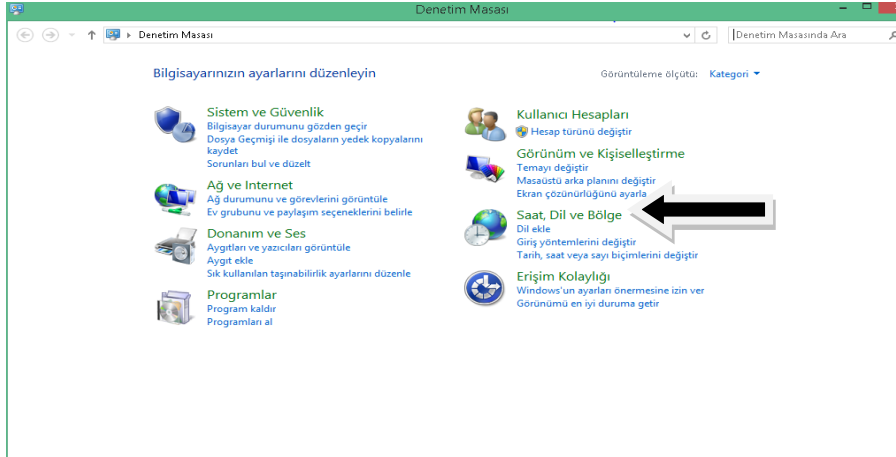 Denetim Masası
Denetim Masası
Denetim Masasında Ara
Bilgisayarınızın ayarlarını düzenleyin
Görüntüleme ölçütü: Kategori
Sistem ve Güvenlik
Bilgisayar durumunu gözden geçir
Dosya Geçmişi ile dosyaların yedek kopyalarını
kaydet
Sorunları bul ve düzelt
Ağ ve Internet
Ağ durumunu ve görevlerini görüntüle
Ev grubunu ve paylaşım seçeneklerini belirle
Donanım ve Ses
Aygıtları ve yazıcıları görüntüle
Aygıt ekle
Sık kullanılan taşınabilirlik ayarlarını düzenle
Programlar
Program kaldır
Programları al
Kullanıcı Hesapları
Hesap türünü değiştir
Görünüm ve Kişiselleştirme
Temayı değiştir
Masaüstü arka planını değiştir
Ekran çözünürlüğünü ayarla
Saat, Dil ve Bölge
Dil ekle
Giriş yöntemlerini değiştir
Tarih, saat veya sayı biçimlerini değiştir
Erişim Kolaylığı
Windows'un ayarları önermesine izin ver
Görünümü en iyi duruma getir